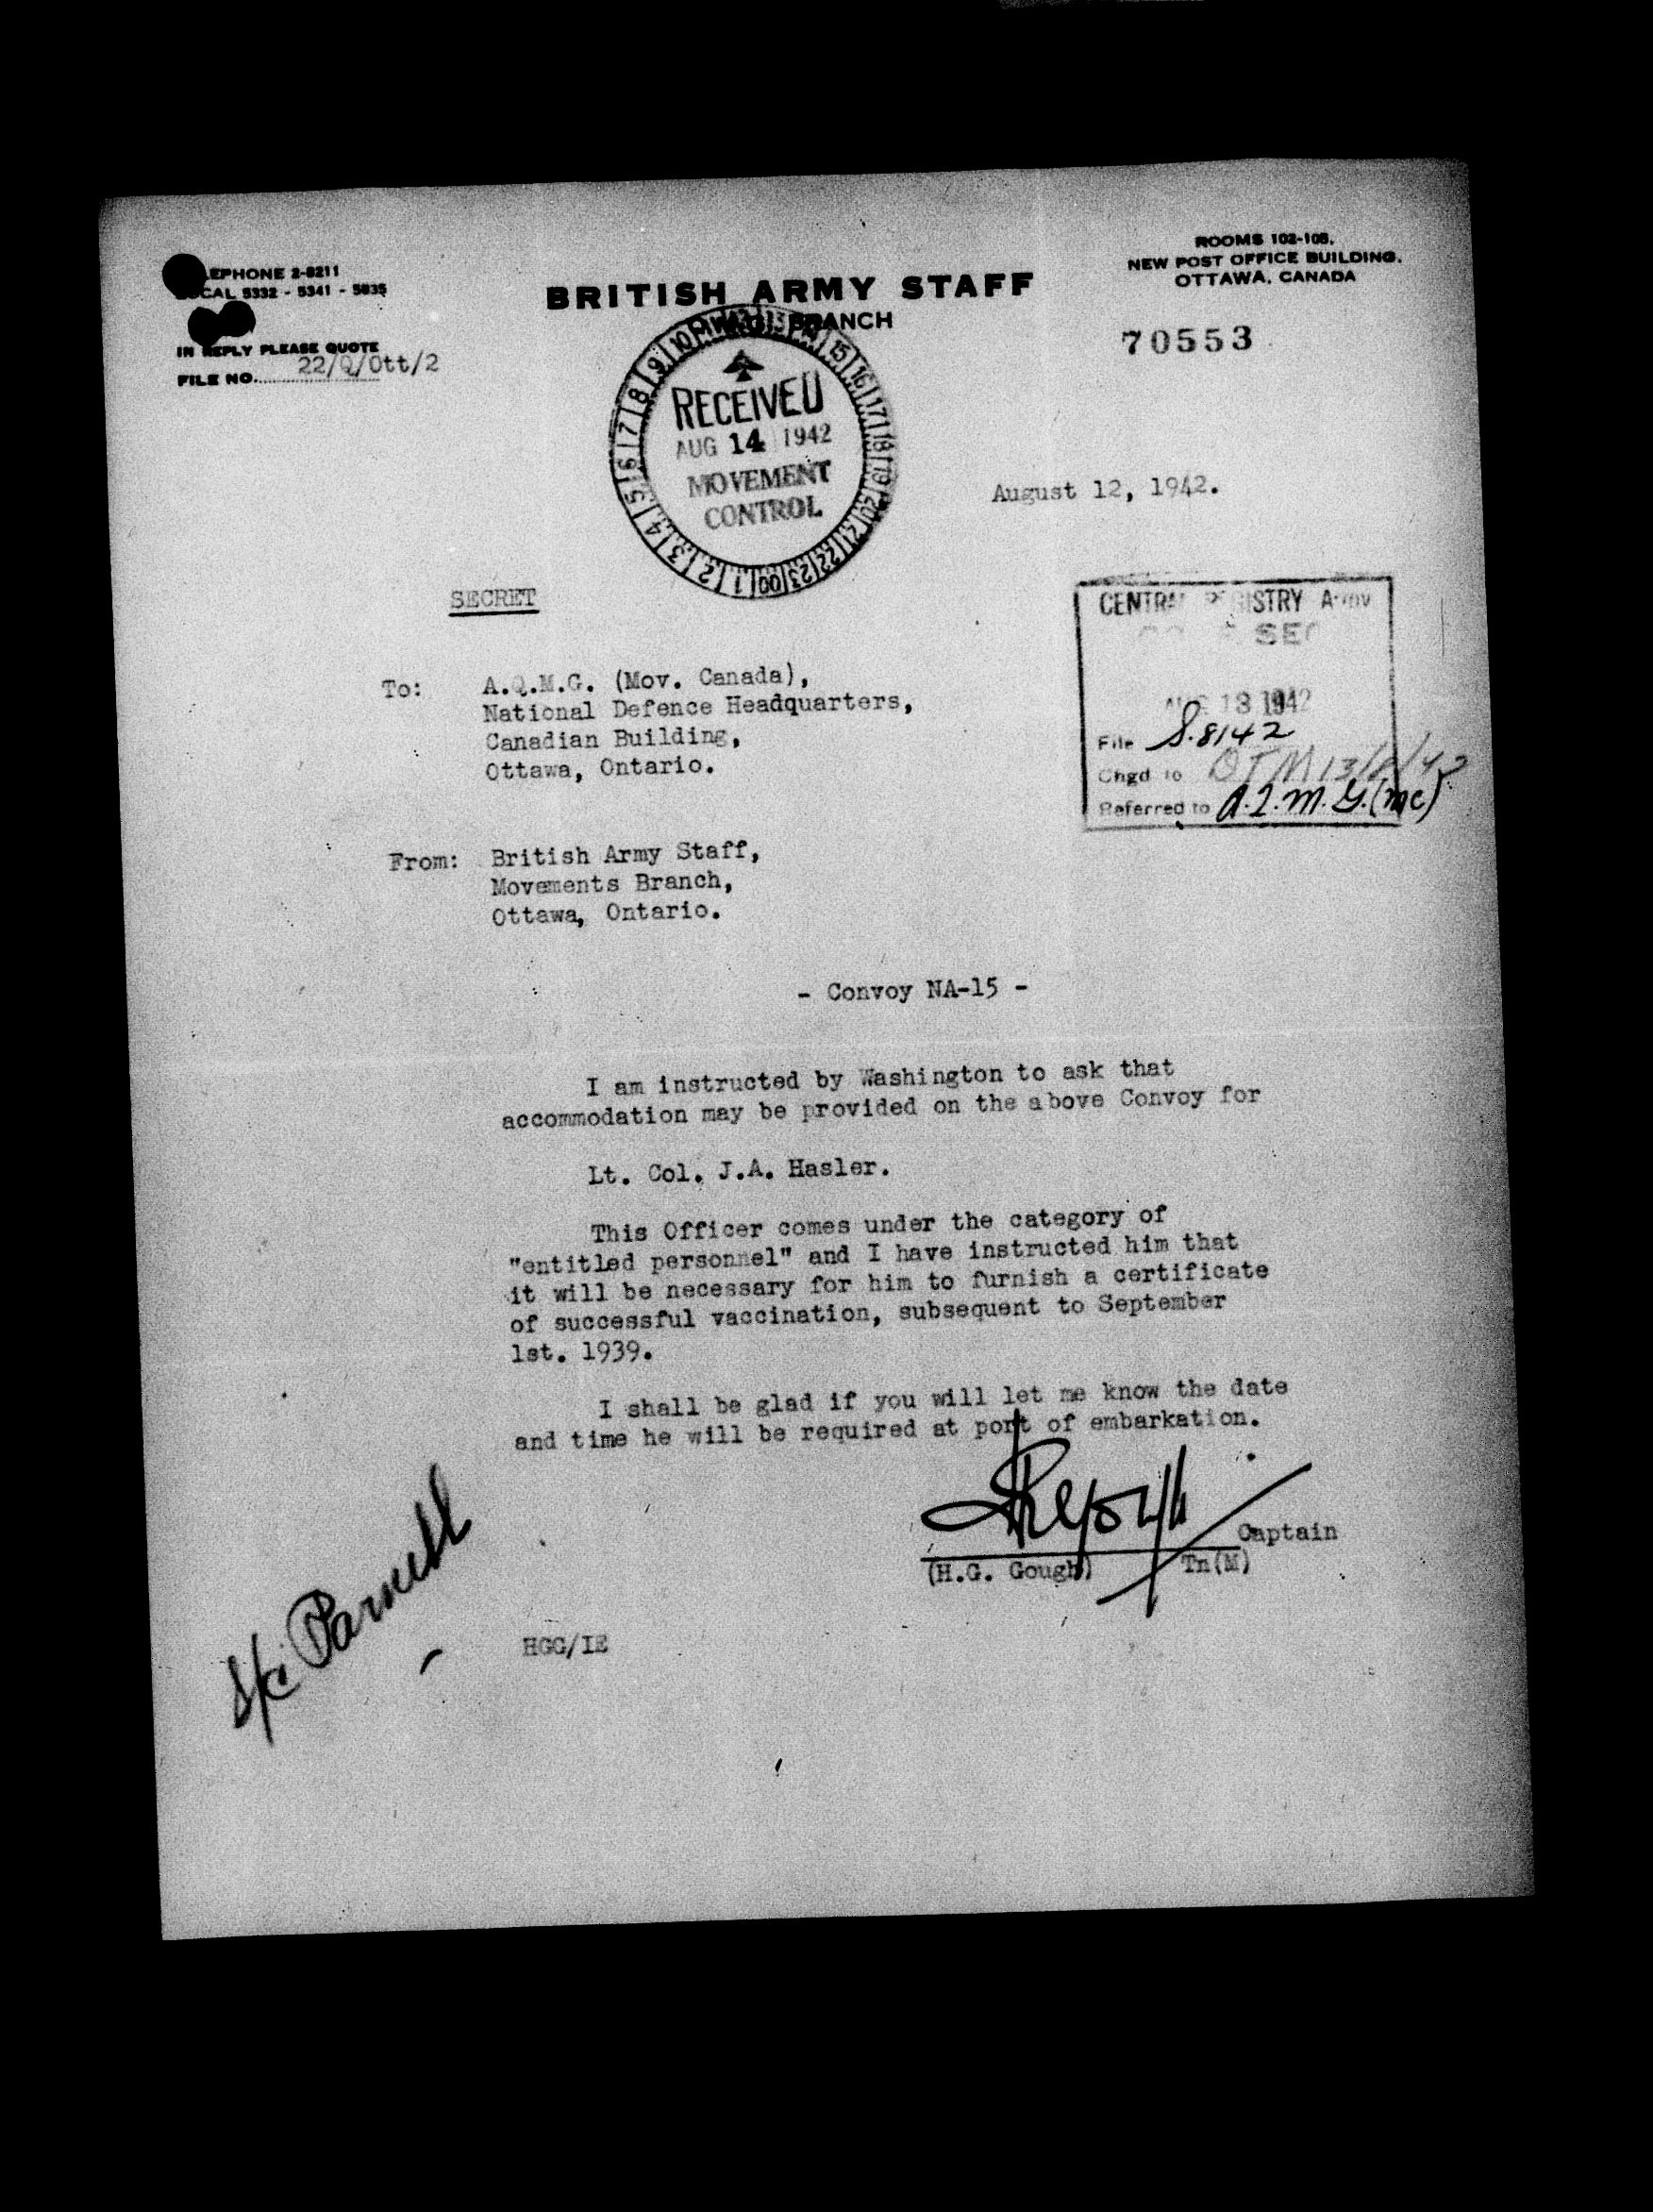 EPHONE 2-8211
CAL 5332 - 5341 - 5835
IN REPLY PLEASE QUOTE
FILE NO. 22/Q/Ott/2
BRITISH ARMY STAFF
BRANCH
ROOMS 102-108,
NEW POST OFFICE BUILDING,
OTTAWA, CANADA
70553
RECEIVED
AUG 14 1942
MOVEMENT
CONTROL
August 12, 1942.
SECRET
CENTRAL REGISTRY Army
AUG 13 1942
File S.8142
Chgd to
Referred to A.Q.M.G.(MC)
To: A.Q.M.G. (Mov. Canada),
National Defence Headquarters,
Canadian Building,
Ottawa, Ontario.
From: British Army Staff,
Movements Branch,
Ottawa, Ontario.
- Convoy NA-15 -
I am instructed by Washington to ask that
accommodation may be provided on the above Convoy for
Lt. Col. J.A. Hasler.
This Officer comes under the category of
"entitled personnel" and I have instructed him that
it will be necessary for him to furnish a certificate
of successful vaccination, subsequent to September
1st. 1939.
I shall be glad if you will let me know the date
and time he will be required at port of embarkation.
Captain
(H.G. Gough) Tn(M)
S/C Parnell
HGG/IE